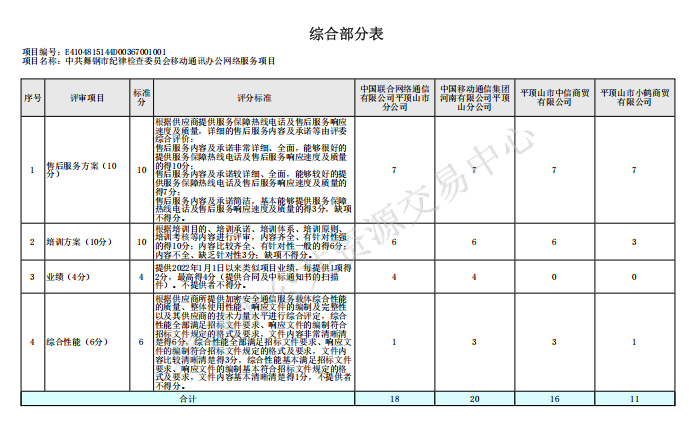 综合部分表
项目编号：E4104815144D00367001001
项目名称：中共舞钢市纪律检查委员会移动通讯办公网络服务项目
序号
评审项目
标准
分
评分标准
中国联合网络通信
有限公司平顶山市
分公司
中国移动通信集团
河南有限公司平顶
山分公司
平顶山市中信商贸
有限公司
平顶山市小鹤商贸
有限公司
1
售后服务方案（10
分）
10
根据供应商提供服务保障热线电话及售后服务响应
速度及质量，详细的售后服务内容及承诺等由评委
综合评价：
售后服务内容及承诺非常详细、全面，能够很好的
提供服务保障热线电话及售后服务响应速度及质量
的得10分；
售后服务内容及承诺较详细、全面，能够较好的提
供服务保障热线电话及售后服务响应速度及质量的
得7分；
售后服务内容及承诺简洁，基本能够提供服务保障
热线电话及售后服务响应速度及质量的得3分，缺项
不得分。
7
7
7
7
2
培训方案（10分）
10
根据培训目的、培训承诺、培训体系、培训原则、
培训考核等内容进行评审，内容齐全、有针对性强
的得10分；内容比较齐全、有针对性一般的得6分；
内容不全、缺乏针对性3分；缺项不得分。
6
6
6
3
3
业绩（4分）
4
提供2022年1月1日以来类似项目业绩，每提供1项得
2分，最高得4分（提供合同及中标通知书的扫描
件）。不提供者不得分。
4
4
0
0
4
综合性能（6分）
6
根据供应商所提供加密安全通信服务载体综合性能
的质量、整体使用性能、响应文件的编制及完整性
以及其供应商的技术力量水平进行综合评定，综合
性能全部满足招标文件要求、响应文件的编制符合
招标文件规定的格式及要求，文件内容非常清晰清
楚得6分，综合性能全部满足招标文件要求、响应文
件的编制符合招标文件规定的格式及要求，文件内
容比较清晰清楚得3分，综合性能基本满足招标文件
要求、响应文件的编制基本符合招标文件规定的格
式及要求，文件内容基本清晰清楚得1分，不提供者
不得分。
1
3
3
1
合计
18
20
16
11
资源交易中心